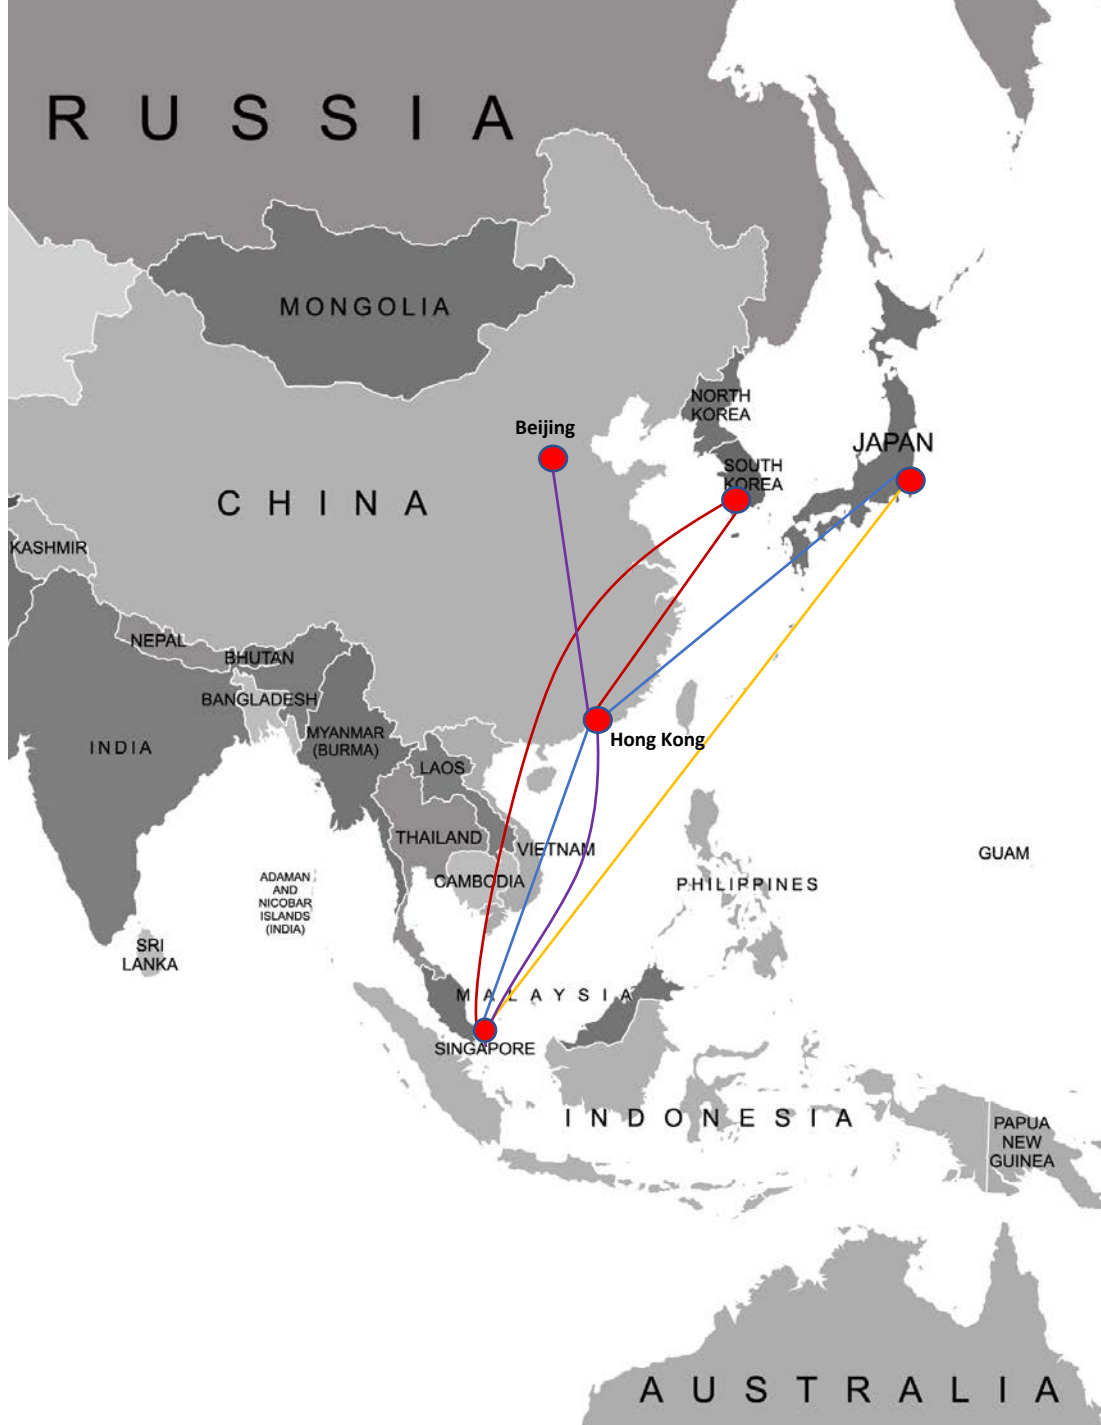 RUSSIA
MONGOLIA
NORTH
KOREA
Beijing
JAPAN
SOUTH
KOREA
CHINA
KASHMIR
NEPAL
BHUTAN
BANGLADESH
MYANMAR
(BURMA)
INDIA
Hong Kong
LAOS
THAILAND
VIETNAM
GUAM
CAMBODIA
PHILIPPINES
ADAMAN
AND
NICOBAR
ISLANDS
(INDIA)
SRI
LANKA
MALAYSIA
SINGAPORE
INDONESIA
PAPUA
NEW
GUINEA
AUSTRALIA